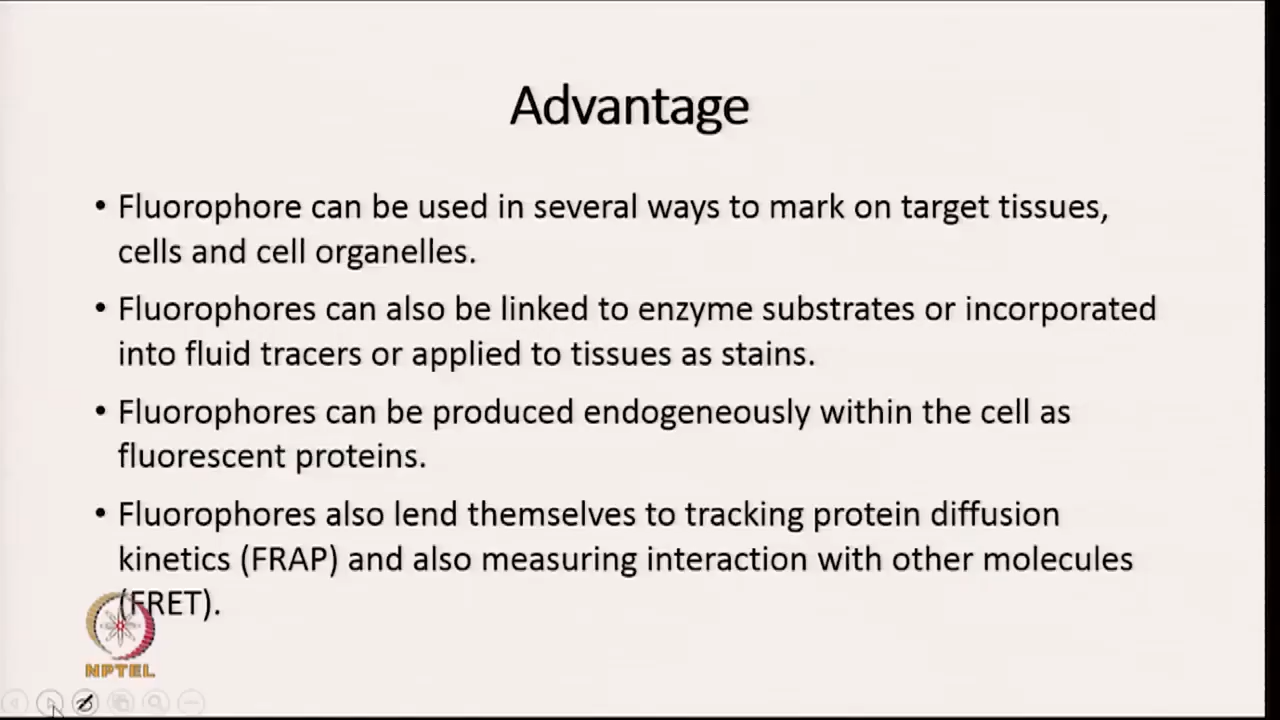 Advantage
• Fluorophore can be used in several ways to mark on target tissues,
cells and cell organelles.
• Fluorophores can also be linked to enzyme substrates or incorporated
into fluid tracers or applied to tissues as stains.
• Fluorophores can be produced endogeneously within the cell as
fluorescent proteins.
• Fluorophores also lend themselves to tracking protein diffusion
kinetics (FRAP) and also measuring interaction with other molecules
(FRET).
NPTEL